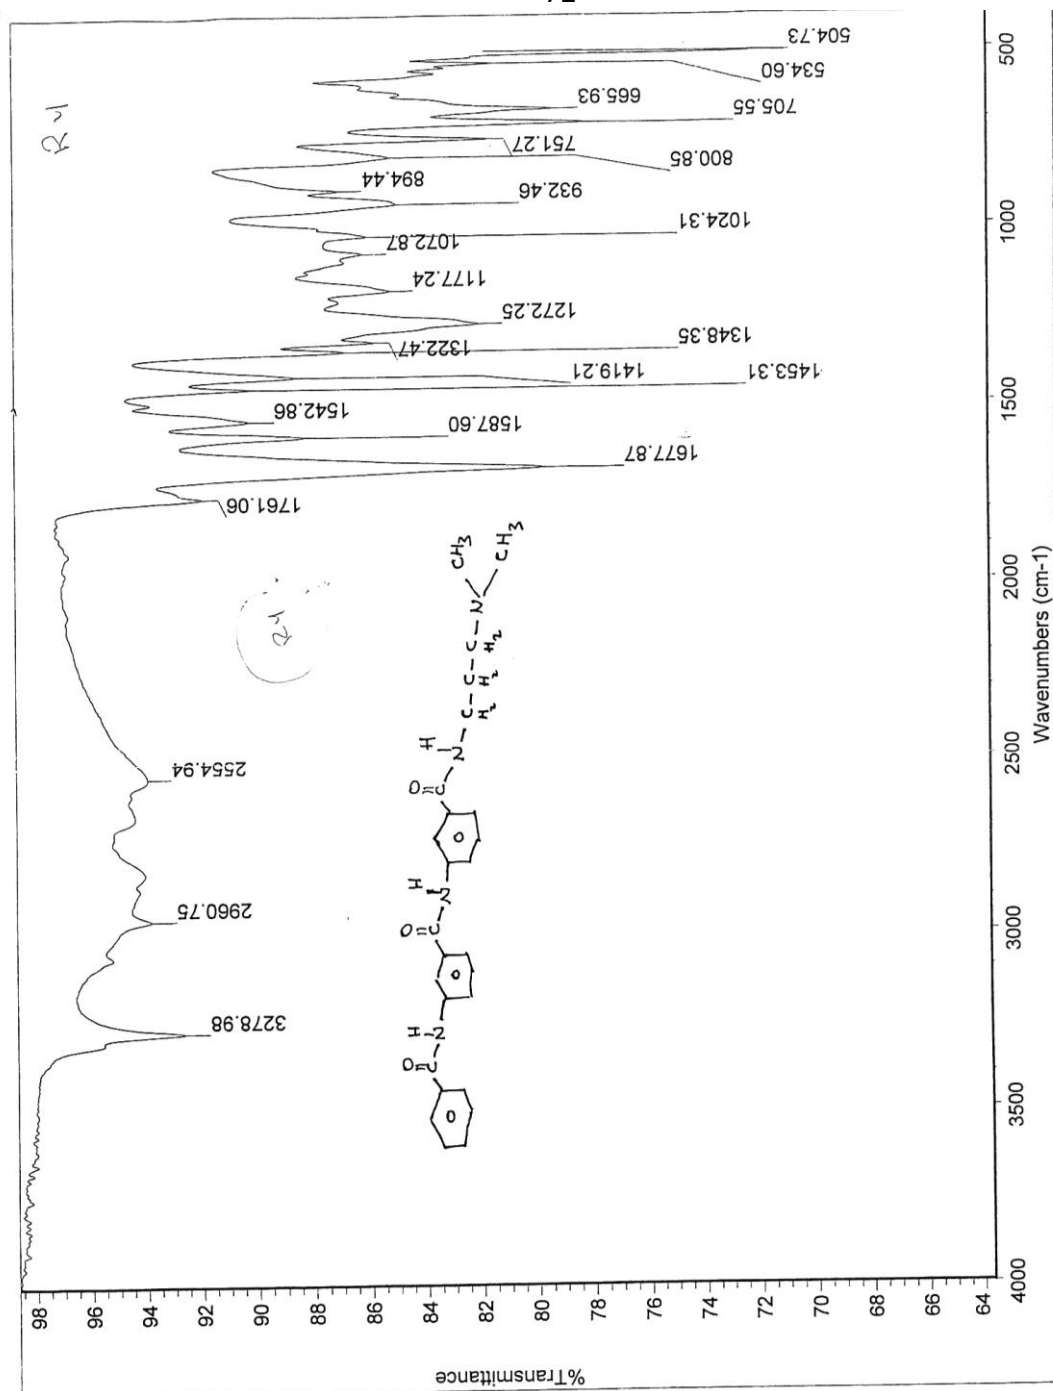 R4
504.73
534.60
665.93
705.55
751.27
800.85
894.44
932.46
1024.31
1072.87
1177.24
1272.25
1322.47
1348.35
1419.21
1453.31
1542.86
1587.60
1677.87
1761.06
2554.94
2960.75
3278.98
R4
O=C
H-N
O=C
N
H
O=C
N-H
C-C-C-N
H2 H2 H2
CH3
CH3
98 96 94 92 90 88 86 84 82 80 78 76 74 72 70 68 66 64
%Transmittance
4000 3500 3000 2500 2000 1500 1000 500
Wavenumbers (cm-1)